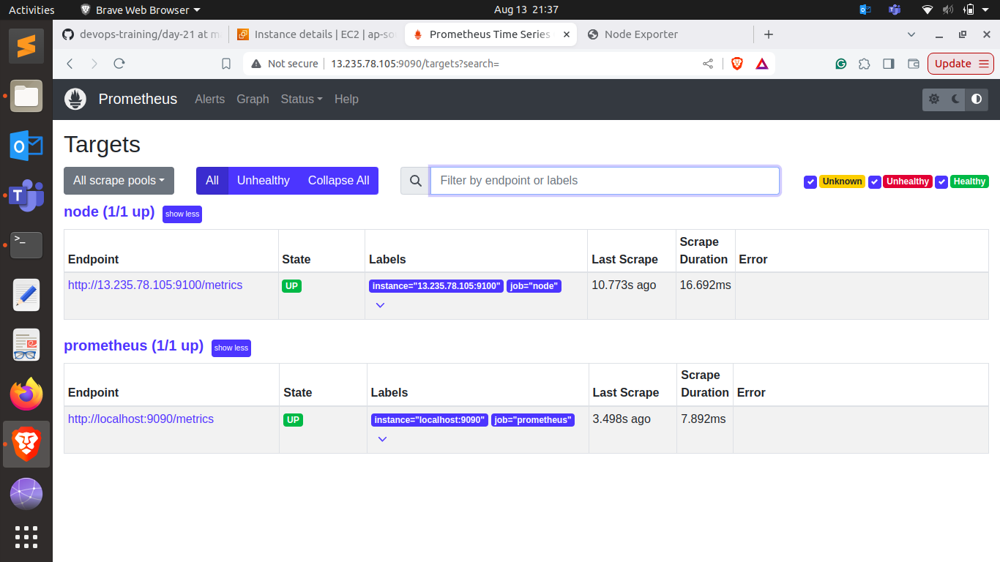 Activities
Brave Web Browser
Aug 13 21:37
devops-training/day-21 at m
Instance details | EC2 | ap-so
Prometheus Time Series
Node Exporter
Not secure
13.235.78.105:9090/targets?search=
Update
Prometheus
Alerts
Graph
Status
Help
Targets
All scrape pools
All
Unhealthy
Collapse All
Filter by endpoint or labels
Unknown
Unhealthy
Healthy
node (1/1 up)
show less
Endpoint
State
Labels
Last Scrape
Scrape
Duration
Error
http://13.235.78.105:9100/metrics
UP
instance="13.235.78.105:9100"
job="node"
10.773s ago
16.692ms
prometheus (1/1 up)
show less
Endpoint
State
Labels
Last Scrape
Scrape
Duration
Error
http://localhost:9090/metrics
UP
instance="localhost:9090"
job="prometheus"
3.498s ago
7.892ms